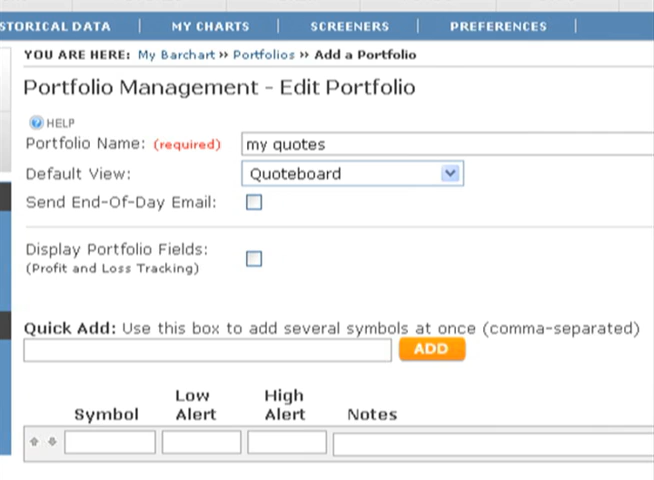 STORICAL DATA | MY CHARTS | SCREENERS | PREFERENCES |
YOU ARE HERE: My Barchart ›› Portfolios ›› Add a Portfolio
Portfolio Management - Edit Portfolio
? HELP
Portfolio Name: (required) my quotes
Default View: Quoteboard
Send End-Of-Day Email:
Display Portfolio Fields:
(Profit and Loss Tracking)
Quick Add: Use this box to add several symbols at once (comma-separated)
ADD
Symbol Low Alert High Alert Notes